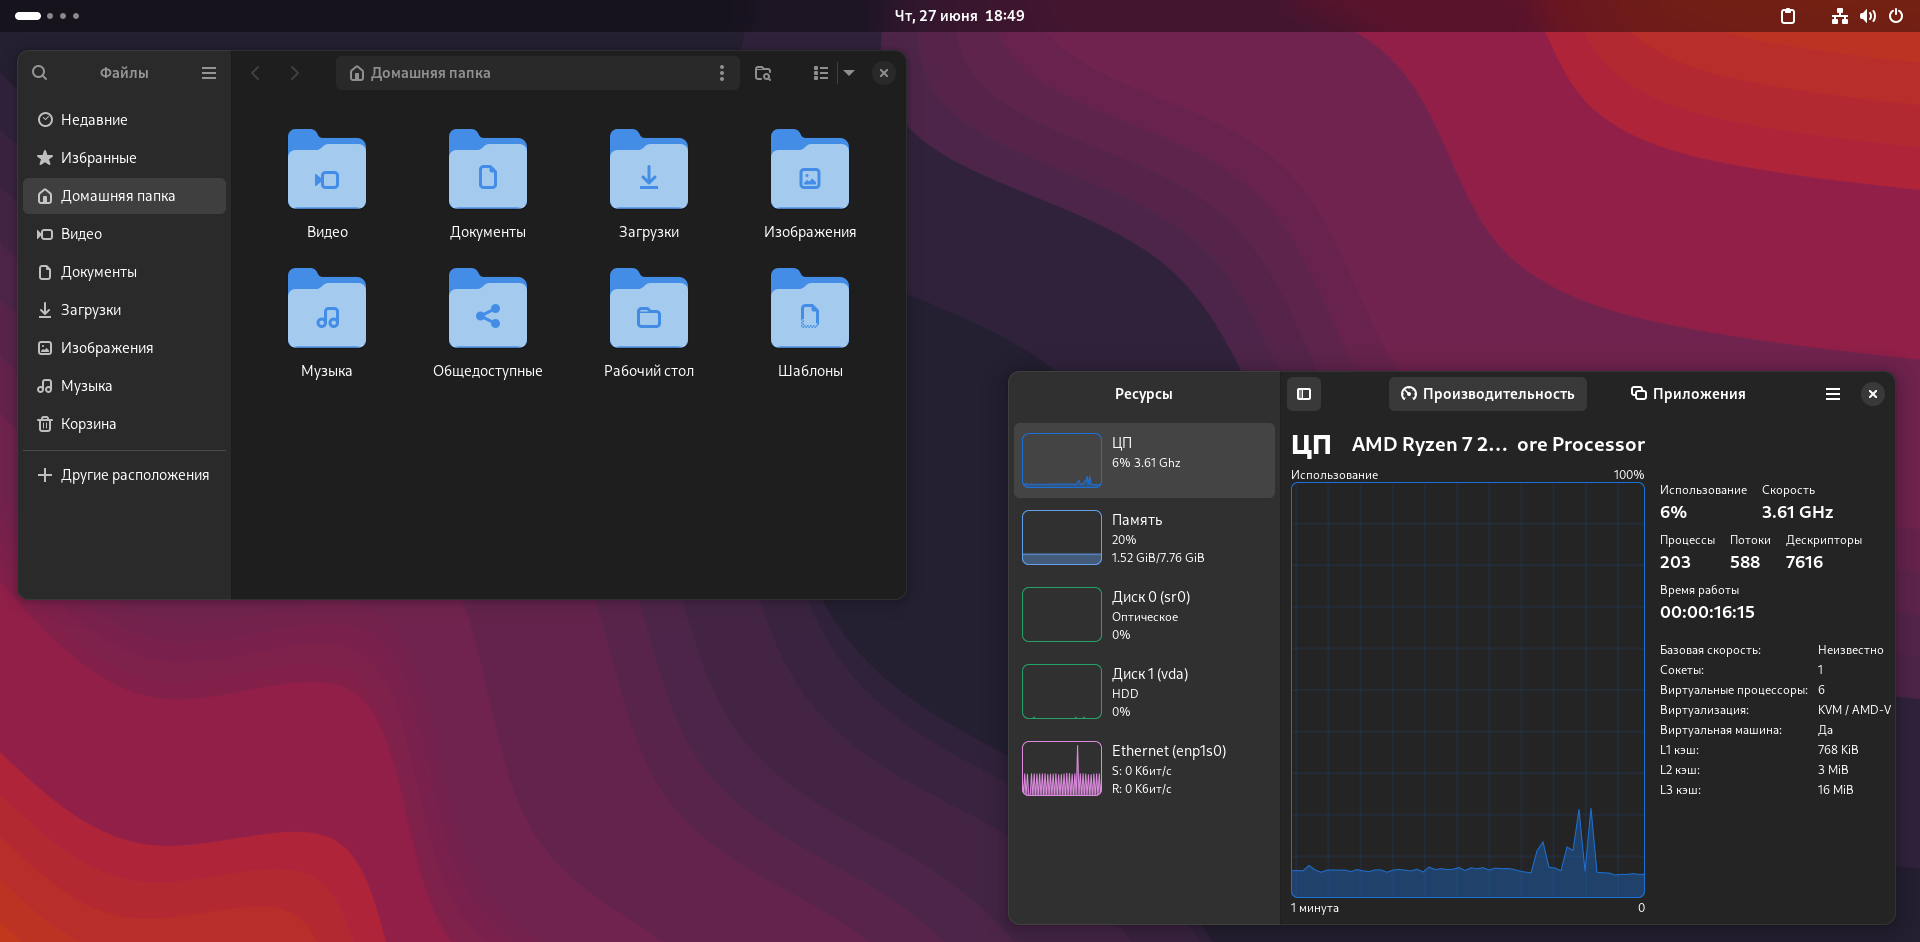 Чт, 27 июня 18:49
Файлы
Домашняя папка
Недавние
Избранные
Домашняя папка
Видео
Документы
Загрузки
Изображения
Музыка
Корзина
Другие расположения
Видео
Документы
Загрузки
Изображения
Музыка
Общедоступные
Рабочий стол
Шаблоны
Ресурсы
Производительность
Приложения
ЦП
6% 3.61 Ghz
Память
20%
1.52 GiB/7.76 GiB
Диск 0 (sr0)
Оптическое
0%
Диск 1 (vda)
HDD
0%
Ethernet (enp1s0)
S: 0 Кбит/с
R: 0 Кбит/с
ЦП AMD Ryzen 7 2... ore Processor
Использование 100%
1 минута 0
Использование Скорость
6% 3.61 GHz
Процессы Потоки Дескрипторы
203 588 7616
Время работы
00:00:16:15
Базовая скорость: Неизвестно
Сокеты: 1
Виртуальные процессоры: 6
Виртуализация: KVM / AMD-V
Виртуальная машина: Да
L1 кэш: 768 KiB
L2 кэш: 3 MiB
L3 кэш: 16 MiB